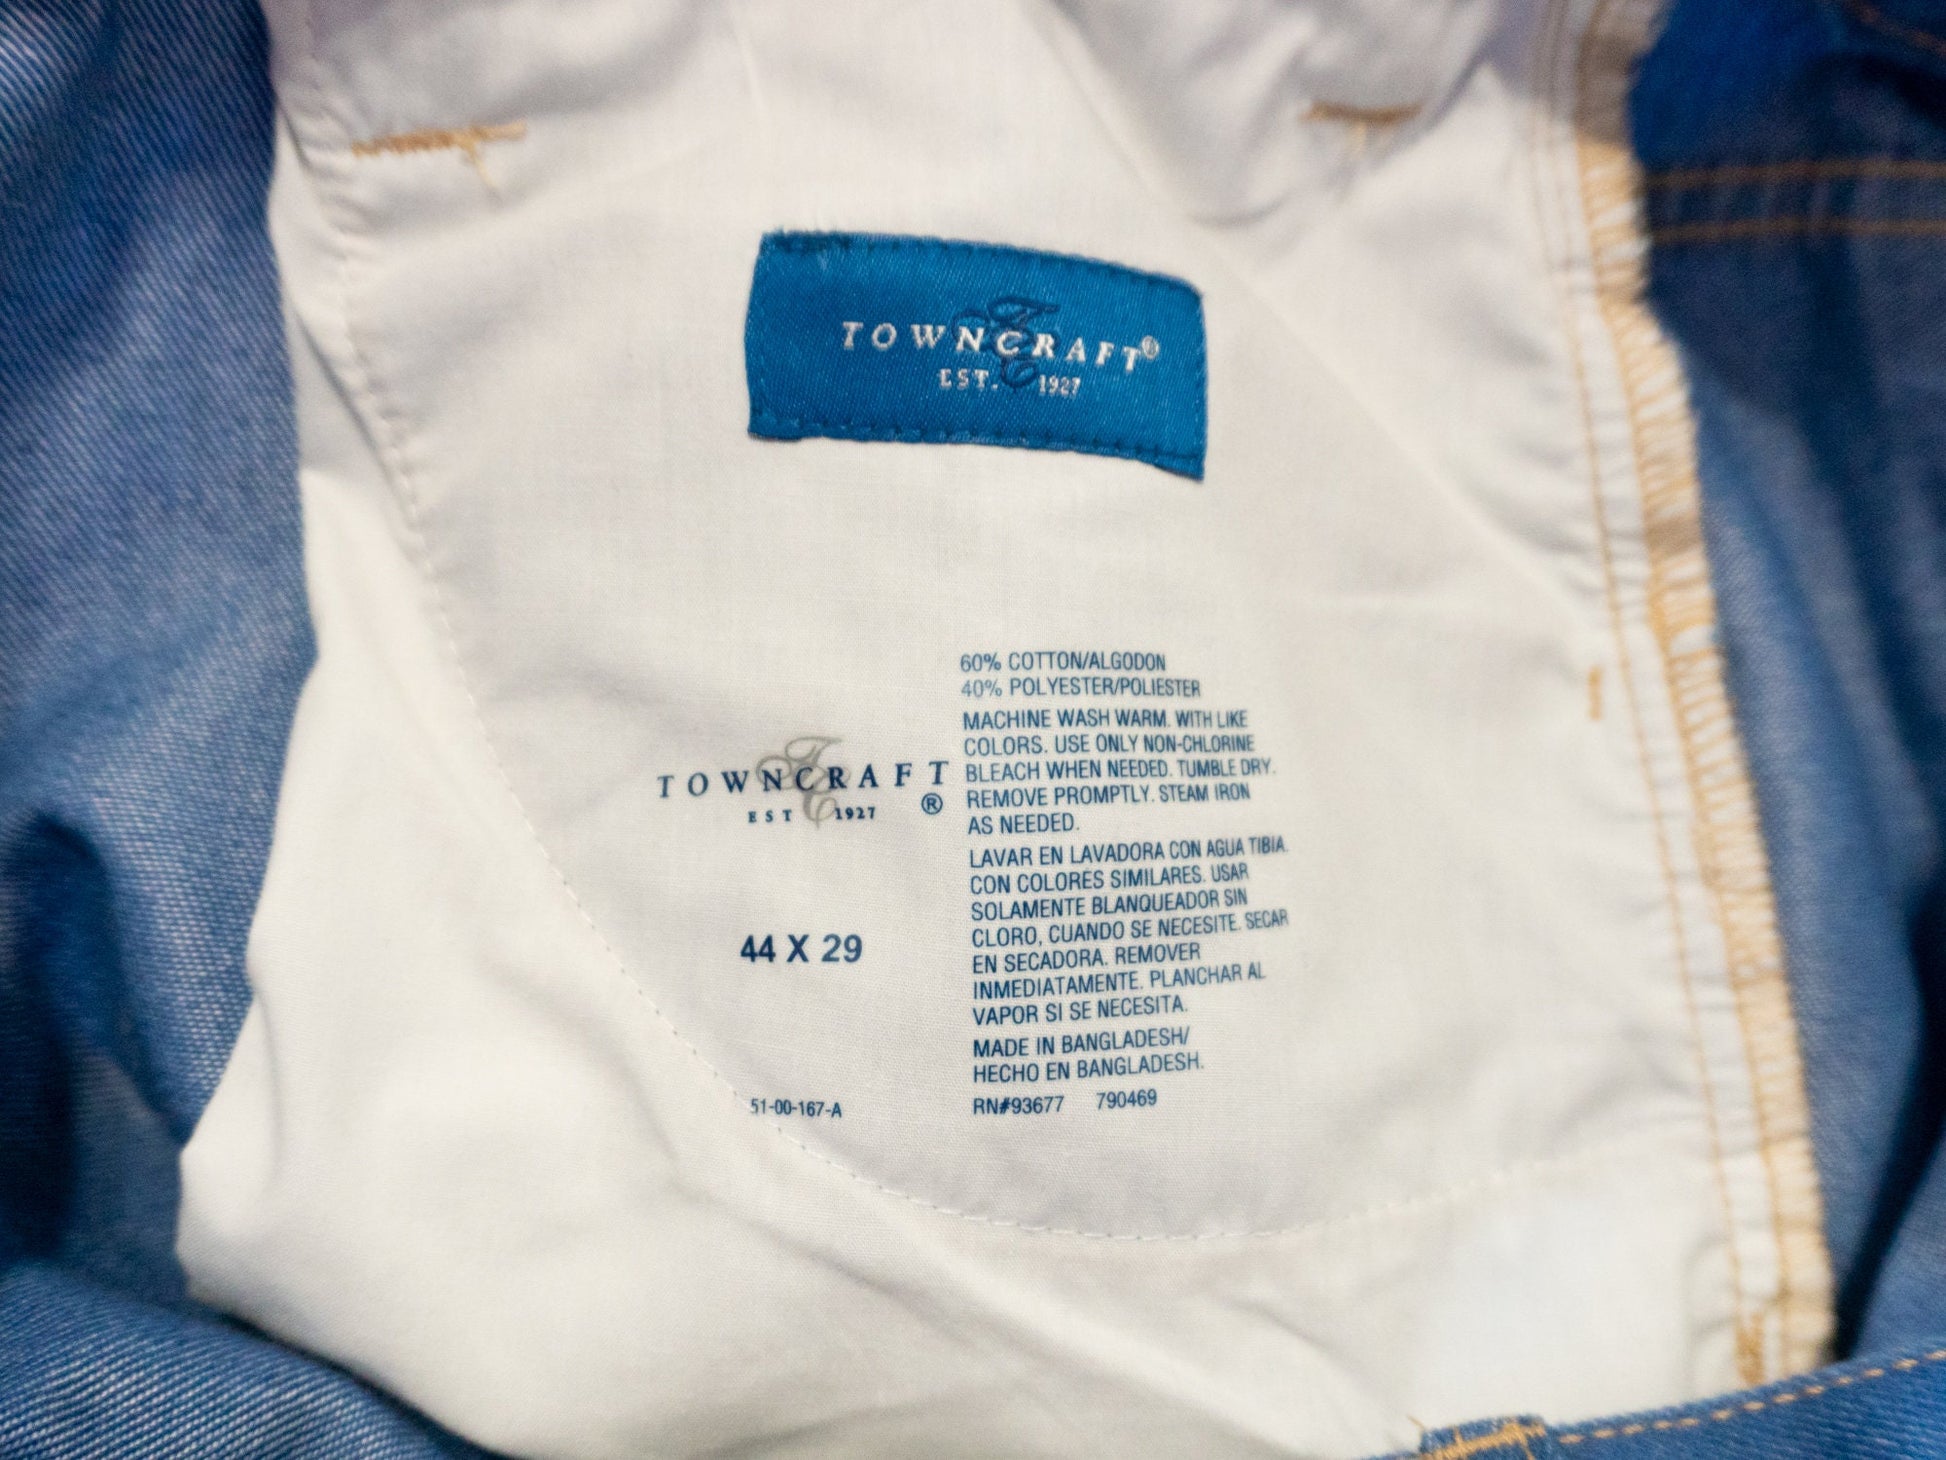 TOWNCRAFT®
EST. 1927
TOWNCRAFT
EST 1927 ®
44 X 29
51-00-167-A
60% COTTON/ALGODON
40% POLYESTER/POLIESTER
MACHINE WASH WARM. WITH LIKE
COLORS. USE ONLY NON-CHLORINE
BLEACH WHEN NEEDED. TUMBLE DRY.
REMOVE PROMPTLY. STEAM IRON
AS NEEDED.
LAVAR EN LAVADORA CON AGUA TIBIA.
CON COLORES SIMILARES. USAR
SOLAMENTE BLANQUEADOR SIN
CLORO, CUANDO SE NECESITE. SECAR
EN SECADORA. REMOVER
INMEDIATAMENTE. PLANCHAR AL
VAPOR SI SE NECESITA.
MADE IN BANGLADESH/
HECHO EN BANGLADESH.
RN#93677 790469